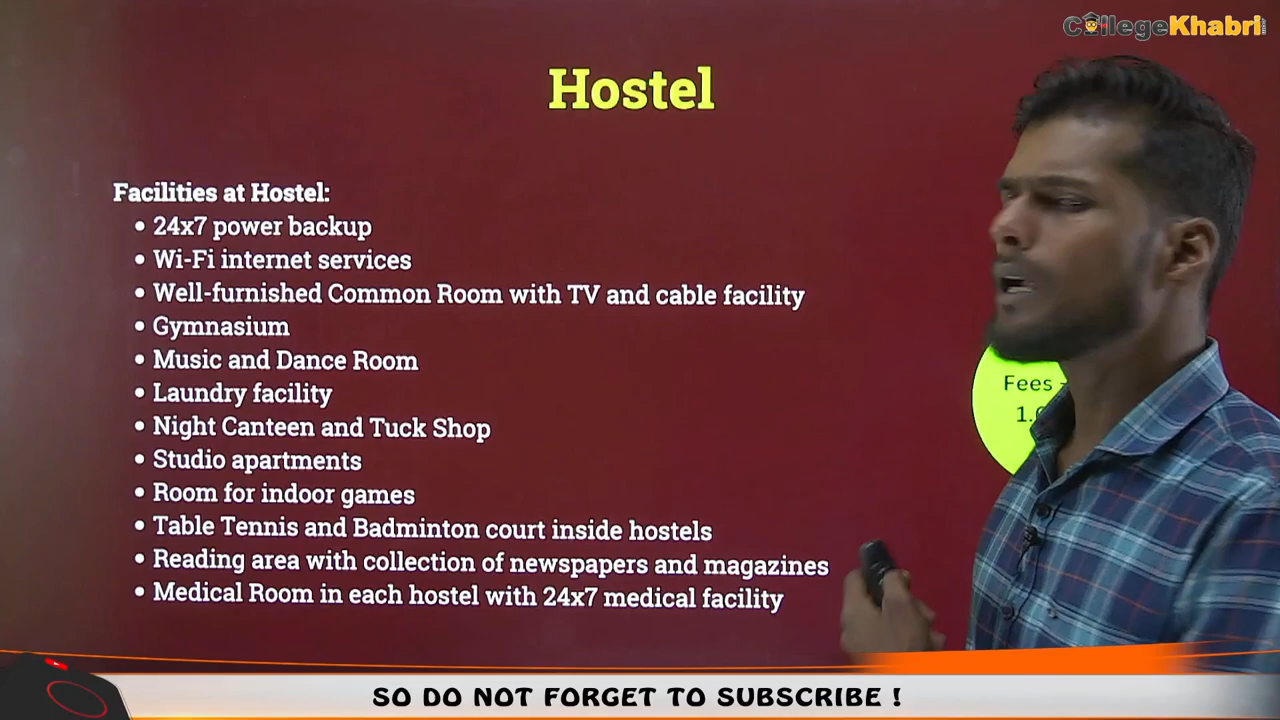 CollegeKhabri
Hostel
Facilities at Hostel:
• 24x7 power backup
• Wi-Fi internet services
• Well-furnished Common Room with TV and cable facility
• Gymnasium
• Music and Dance Room
• Laundry facility
• Night Canteen and Tuck Shop
• Studio apartments
• Room for indoor games
• Table Tennis and Badminton court inside hostels
• Reading area with collection of newspapers and magazines
• Medical Room in each hostel with 24x7 medical facility
Fees
SO DO NOT FORGET TO SUBSCRIBE !